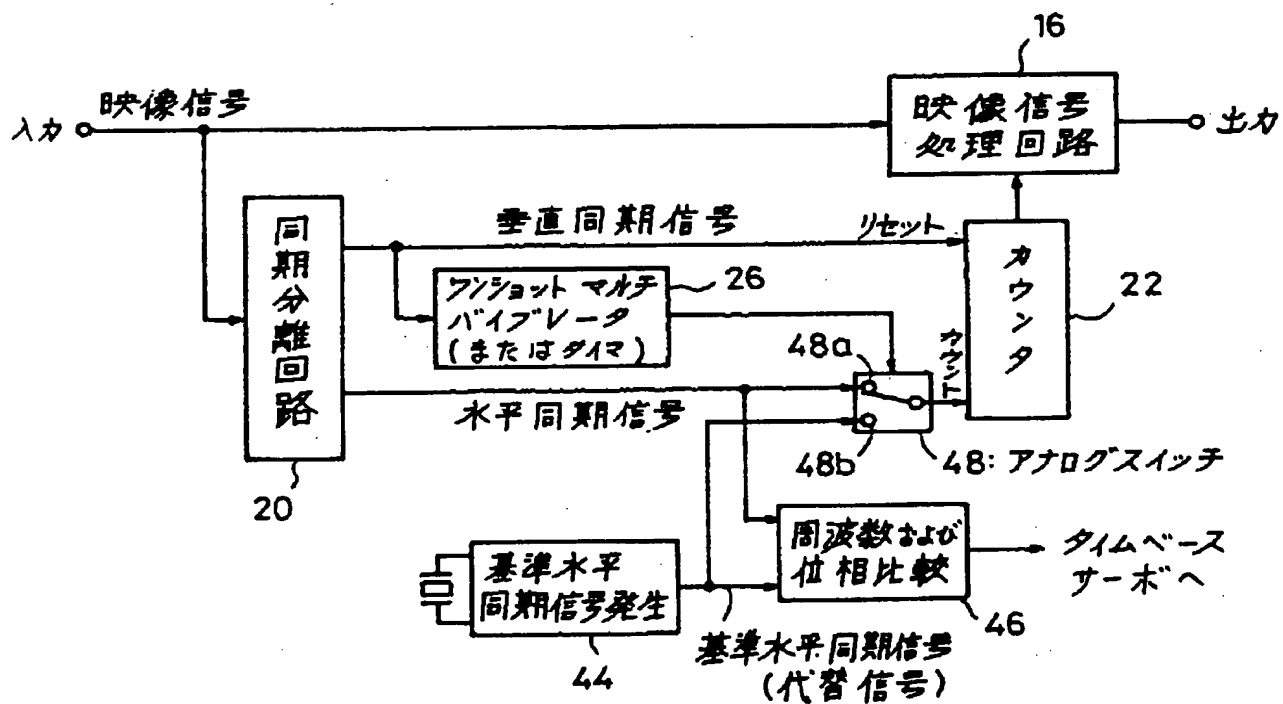 16
映像信号
入力
映像信号
処理回路
出力
同期分離回路
垂直同期信号
リセット
カウンタ
ワンショット マルチ
バイブレータ
(またはタイマ)
26
22
48a
カウント
水平同期信号
48b
48:アナログスイッチ
20
周波数および
位相比較
タイムベース
サーボへ
基準水平
同期信号発生
46
基準水平同期信号
(代替信号)
44